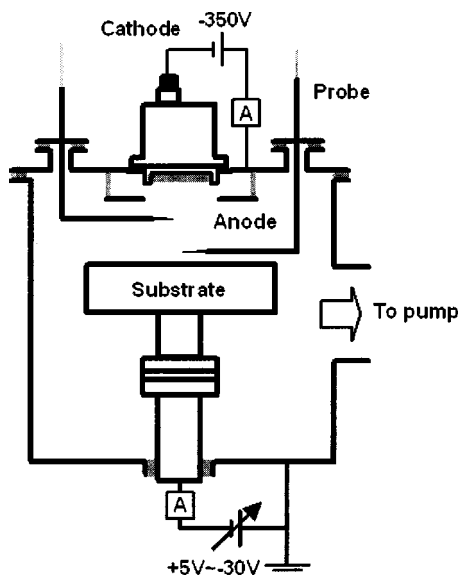 -350V
Cathode
A
Probe
Anode
Substrate
To pump
A
+5V~-30V